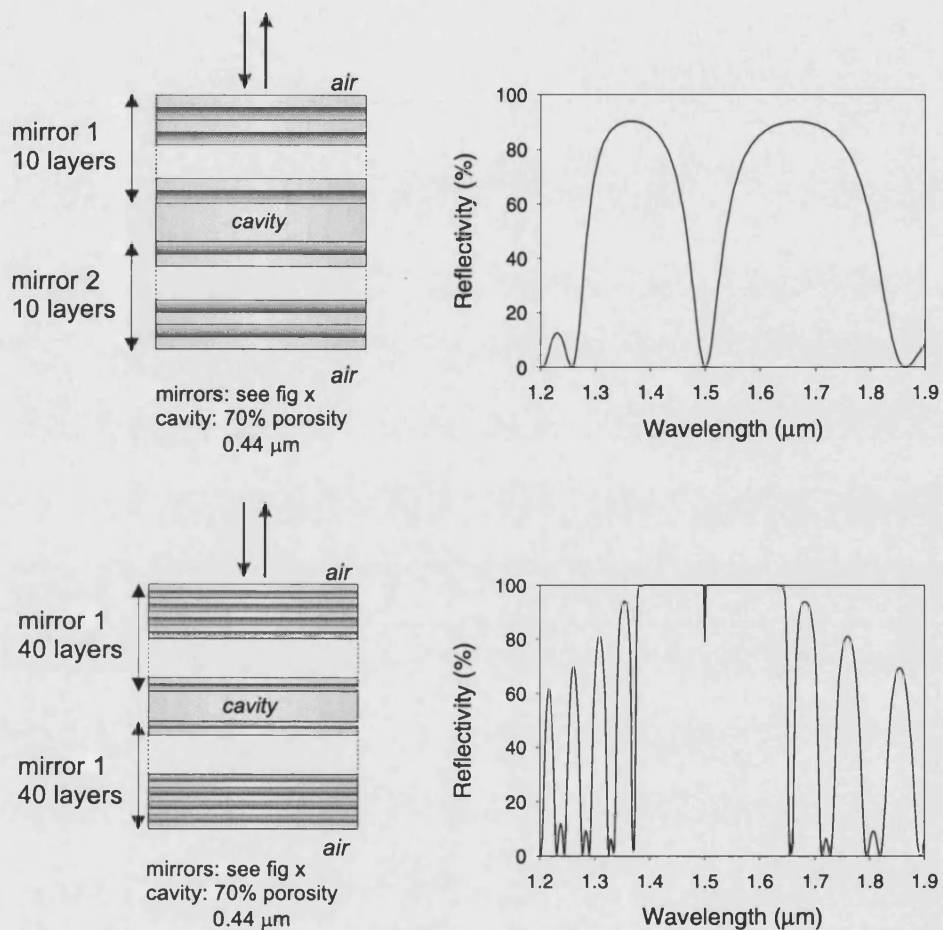 air
mirror 1
10 layers
cavity
mirror 2
10 layers
air
mirrors: see fig x
cavity: 70% porosity
0.44 μm
Reflectivity (%)
100
80
60
40
20
0
1.2 1.3 1.4 1.5 1.6 1.7 1.8 1.9
Wavelength (μm)
air
mirror 1
40 layers
cavity
mirror 1
40 layers
air
mirrors: see fig x
cavity: 70% porosity
0.44 μm
Reflectivity (%)
100
80
60
40
20
0
1.2 1.3 1.4 1.5 1.6 1.7 1.8 1.9
Wavelength (μm)